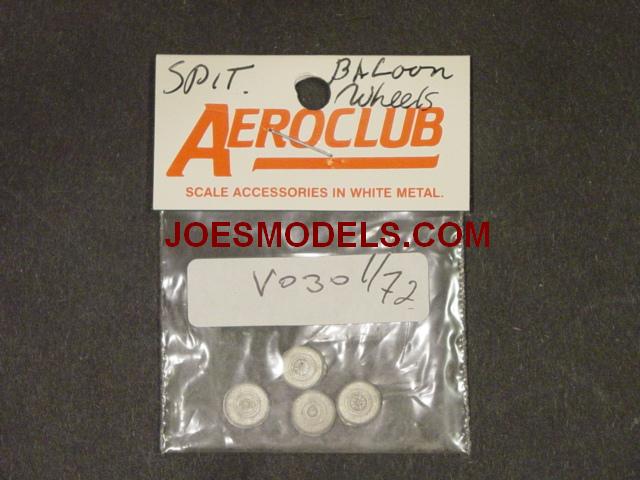 SPIT. BALOON
Wheels
AEROCLUB
SCALE ACCESSORIES IN WHITE METAL.
JOESMODELS.COM
V030 1/72